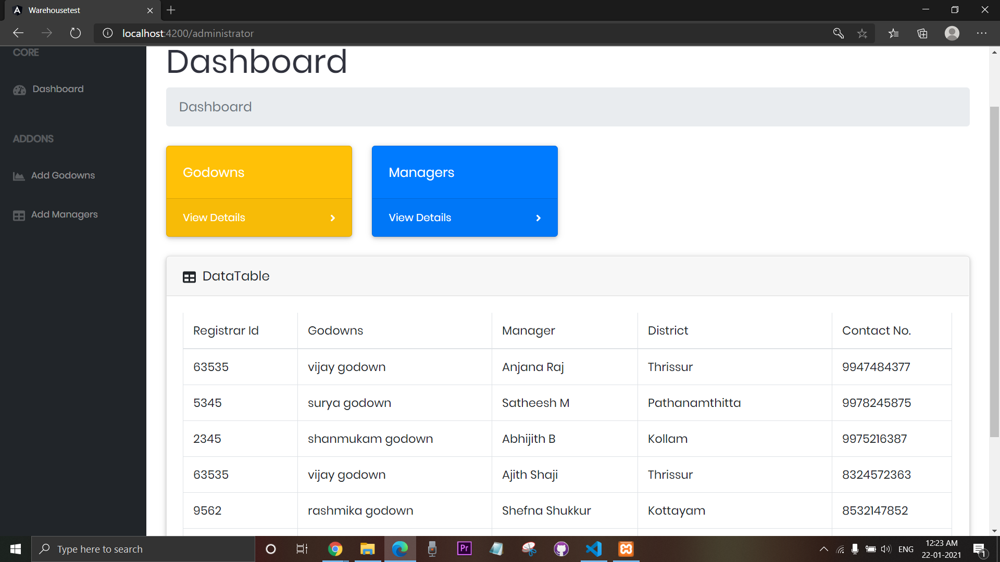 Warehousetest
localhost:4200/administrator
CORE
Dashboard
ADDONS
Add Godowns
Add Managers
Dashboard
Dashboard
Godowns
View Details
Managers
View Details
DataTable
Registrar Id Godowns Manager District Contact No.
63535 vijay godown Anjana Raj Thrissur 9947484377
5345 surya godown Satheesh M Pathanamthitta 9978245875
2345 shanmukam godown Abhijith B Kollam 9975216387
63535 vijay godown Ajith Shaji Thrissur 8324572363
9562 rashmika godown Shefna Shukkur Kottayam 8532147852
Type here to search
Pr
ENG
12:23 AM
22-01-2021
1